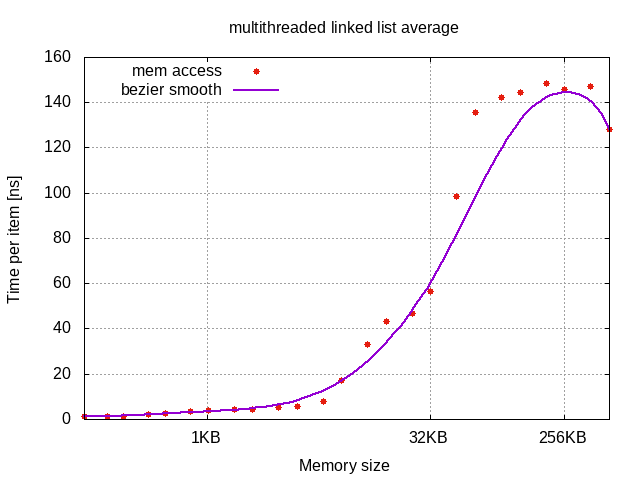 multithreaded linked list average
160
140
120
100
80
60
40
20
0
mem access
bezier smooth
Time per item [ns]
1KB 32KB 256KB
Memory size